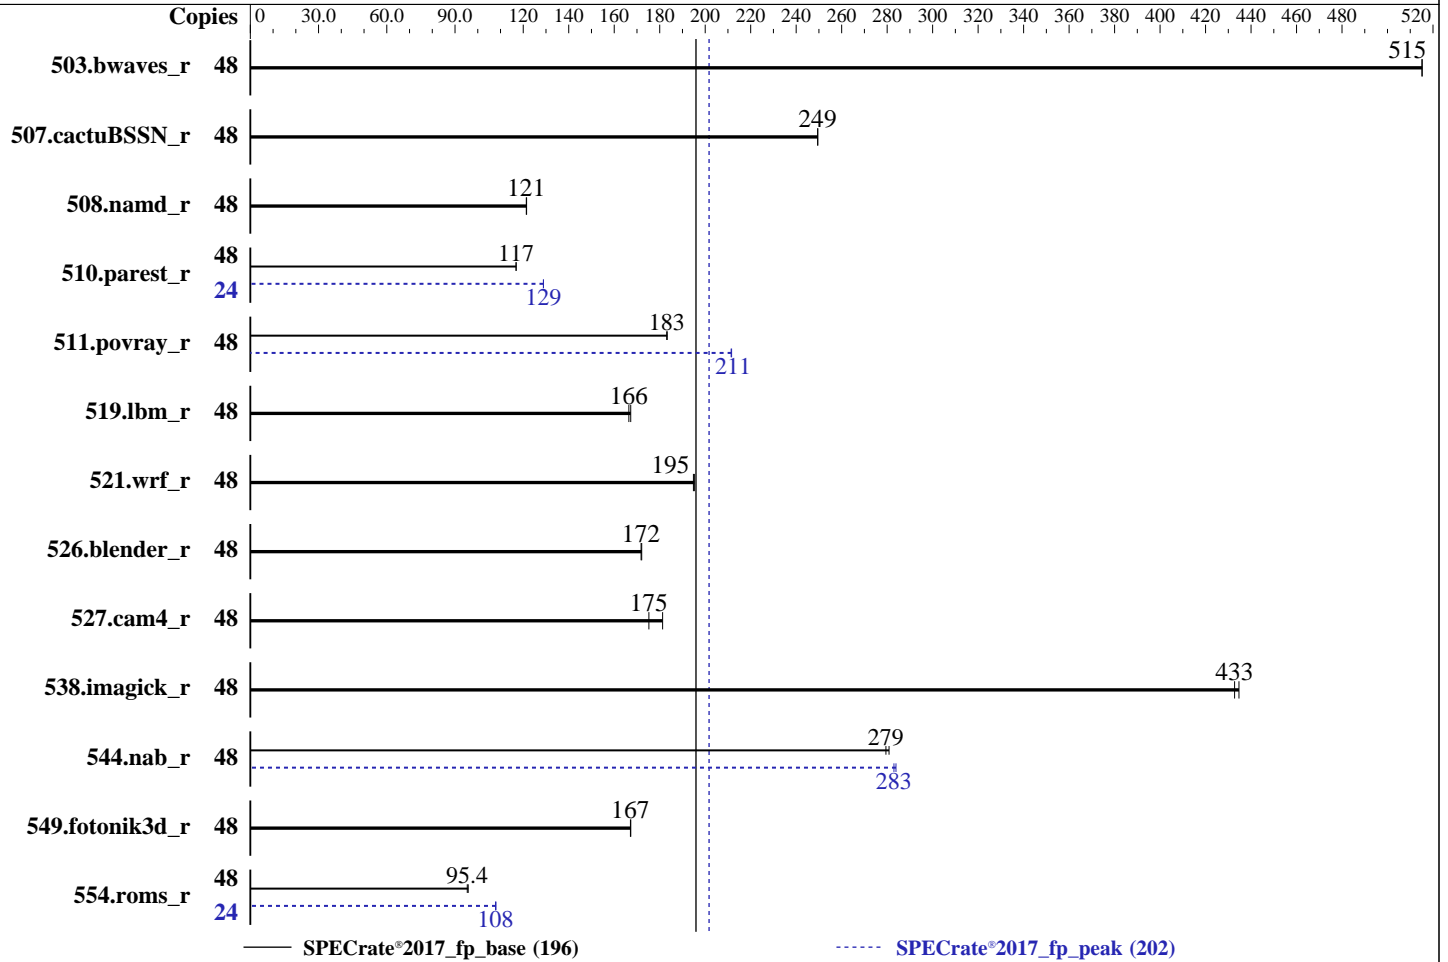 Copies 0 30.0 60.0 90.0 120 140 160 180 200 220 240 260 280 300 320 340 360 380 400 420 440 460 480 520
503.bwaves_r 48 515
507.cactuBSSN_r 48 249
508.namd_r 48 121
48 117
510.parest_r
24 129
183
511.povray_r 48
211
519.lbm_r 48 166
521.wrf_r 48 195
526.blender_r 48 172
527.cam4_r 48 175
538.imagick_r 48 433
279
544.nab_r 48
283
549.fotonik3d_r 48 167
48 95.4
554.roms_r
24 108
SPECrate®2017_fp_base (196) SPECrate®2017_fp_peak (202)